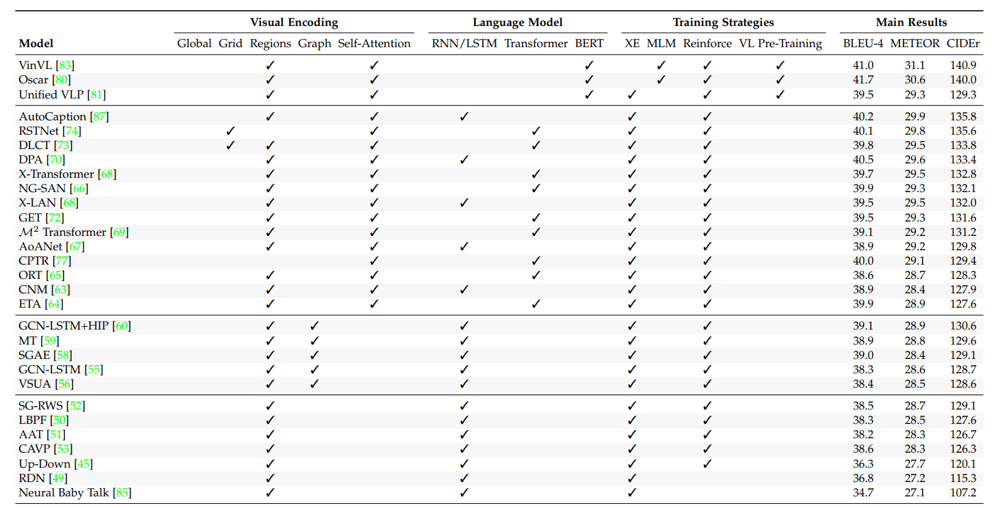 Visual Encoding Language Model Training Strategies Main Results
Model Global Grid Regions Graph Self-Attention RNN/LSTM Transformer BERT XE MLM Reinforce VL Pre-Training BLEU-4 METEOR CIDEr
VinVL [83] ✓ ✓ ✓ ✓ ✓ ✓ 41.0 31.1 140.9
Oscar [80] ✓ ✓ ✓ ✓ ✓ ✓ 41.7 30.6 140.0
Unified VLP [81] ✓ ✓ ✓ ✓ ✓ ✓ 39.5 29.3 129.3
AutoCaption [87] ✓ ✓ ✓ ✓ ✓ 40.2 29.9 135.8
RSTNet [74] ✓ ✓ ✓ ✓ ✓ 40.1 29.8 135.6
DLCT [73] ✓ ✓ ✓ ✓ ✓ ✓ 39.8 29.5 133.8
DPA [70] ✓ ✓ ✓ ✓ ✓ 40.5 29.6 133.4
X-Transformer [68] ✓ ✓ ✓ ✓ ✓ 39.7 29.5 132.8
NG-SAN [66] ✓ ✓ ✓ ✓ ✓ 39.9 29.3 132.1
X-LAN [68] ✓ ✓ ✓ ✓ ✓ 39.5 29.5 132.0
GET [72] ✓ ✓ ✓ ✓ ✓ 39.5 29.3 131.6
M² Transformer [69] ✓ ✓ ✓ ✓ ✓ 39.1 29.2 131.2
AoANet [67] ✓ ✓ ✓ ✓ ✓ 38.9 29.2 129.8
CPTR [77] ✓ ✓ ✓ ✓ 40.0 29.1 129.4
ORT [65] ✓ ✓ ✓ ✓ ✓ 38.6 28.7 128.3
CNM [63] ✓ ✓ ✓ ✓ ✓ 38.9 28.4 127.9
ETA [64] ✓ ✓ ✓ ✓ ✓ 39.9 28.9 127.6
GCN-LSTM+HIP [60] ✓ ✓ ✓ ✓ ✓ 39.1 28.9 130.6
MT [59] ✓ ✓ ✓ ✓ ✓ 38.9 28.8 129.6
SGAE [58] ✓ ✓ ✓ ✓ ✓ 39.0 28.4 129.1
GCN-LSTM [55] ✓ ✓ ✓ ✓ ✓ 38.3 28.6 128.7
VSUA [56] ✓ ✓ ✓ ✓ ✓ 38.4 28.5 128.6
SG-RWS [52] ✓ ✓ ✓ ✓ 38.5 28.7 129.1
LBPF [50] ✓ ✓ ✓ ✓ 38.3 28.5 127.6
AAT [51] ✓ ✓ ✓ ✓ 38.2 28.3 126.7
CAVP [53] ✓ ✓ ✓ ✓ 38.6 28.3 126.3
Up-Down [45] ✓ ✓ ✓ ✓ 36.3 27.7 120.1
RDN [49] ✓ ✓ ✓ 36.8 27.2 115.3
Neural Baby Talk [85] ✓ ✓ ✓ 34.7 27.1 107.2